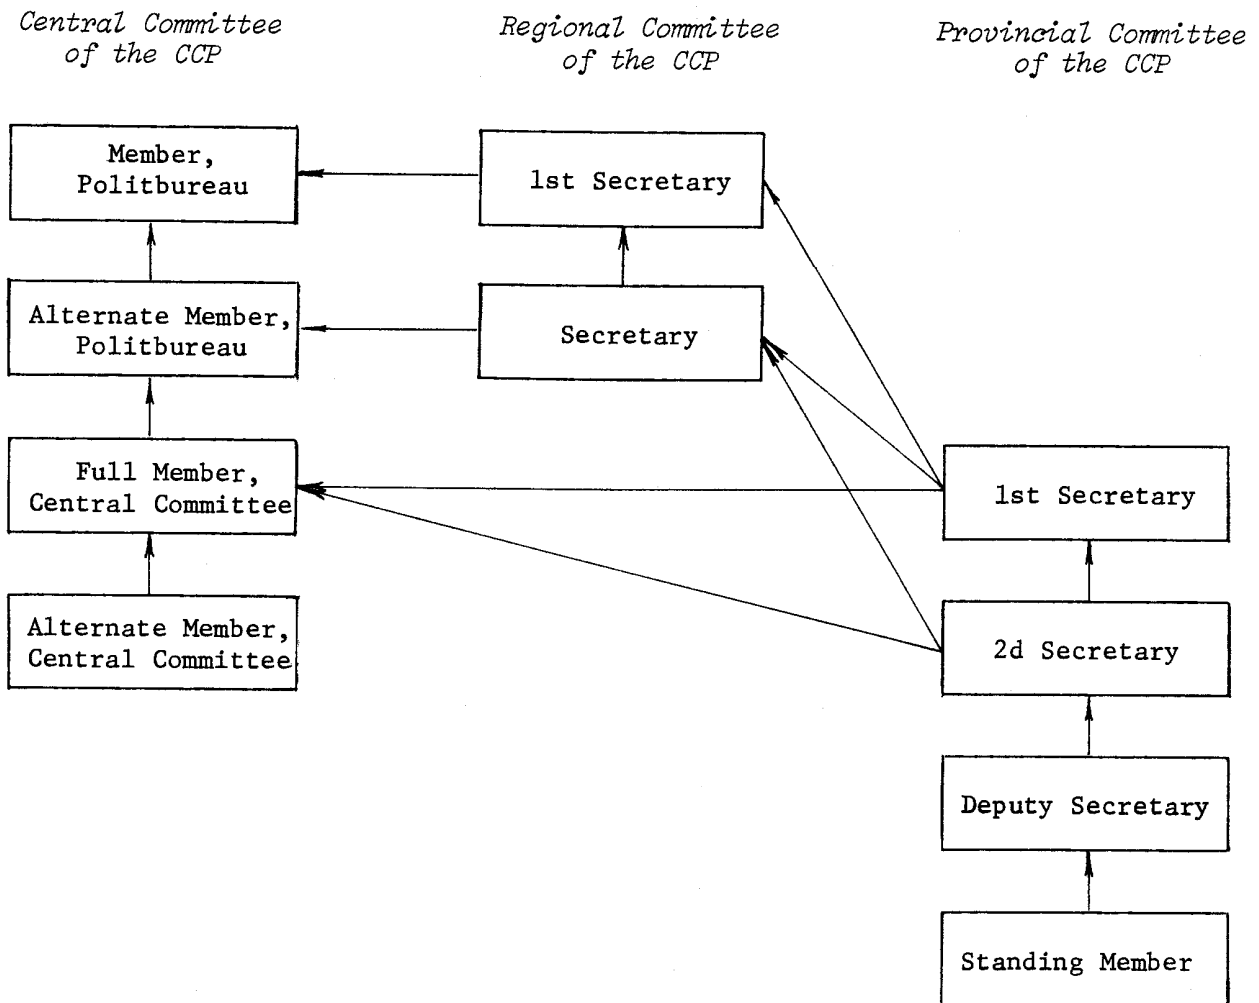 Central Committee
of the CCP
Regional Committee
of the CCP
Provincial Committee
of the CCP
Member,
Politbureau
Alternate Member,
Politbureau
Full Member,
Central Committee
Alternate Member,
Central Committee
1st Secretary
Secretary
1st Secretary
2d Secretary
Deputy Secretary
Standing Member